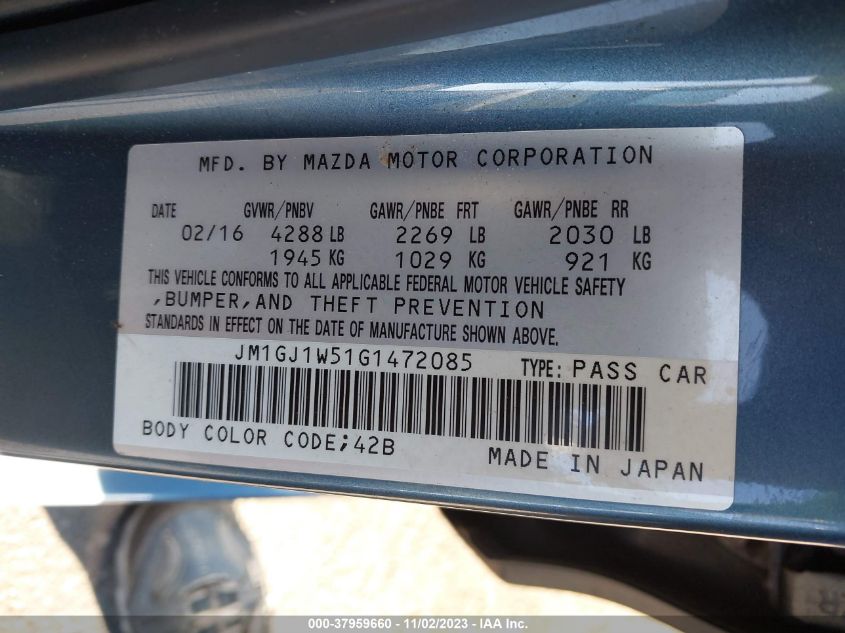 MFD. BY MAZDA MOTOR CORPORATION
DATE GVWR/PNBV GAWR/PNBE FRT GAWR/PNBE RR
02/16 4288 LB 2269 LB 2030 LB
1945 KG 1029 KG 921 KG
THIS VEHICLE CONFORMS TO ALL APPLICABLE FEDERAL MOTOR VEHICLE SAFETY
,BUMPER,AND THEFT PREVENTION
STANDARDS IN EFFECT ON THE DATE OF MANUFACTURE SHOWN ABOVE.
JM1GJ1W51G1472085 TYPE: PASS CAR
BODY COLOR CODE;42B
MADE IN JAPAN
000-37959660 - 11/02/2023 - IAA Inc.